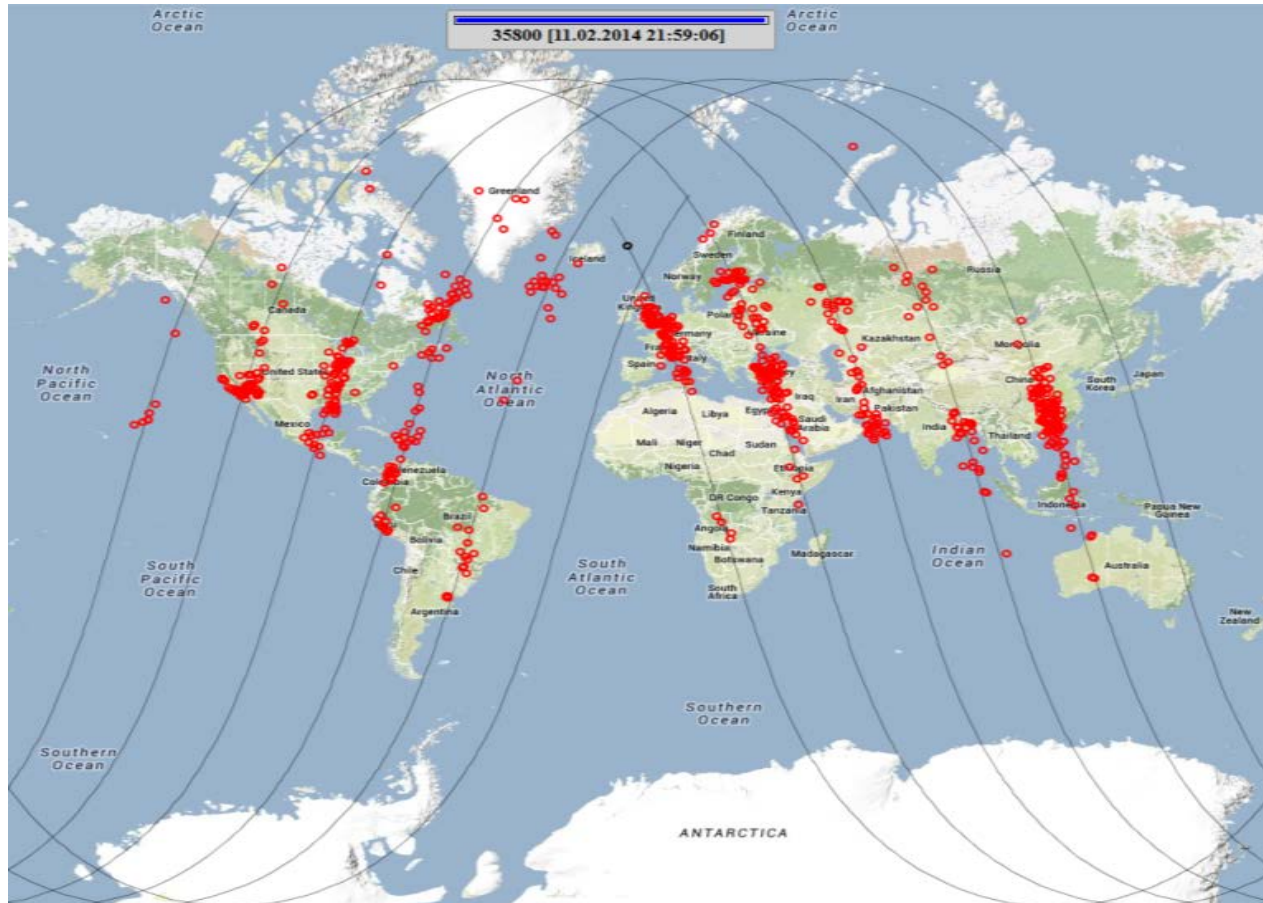 Arctic
Ocean
Arctic
Ocean
35800 [11.02.2014 21:59:06]
Greenland
Iceland
Finland
Sweden
Norway
Russia
Canada
United
Poland
Germany
Ukraine
Kazakhstan
Mongolia
North
Pacific
Ocean
United States
Spain
Italy
North
Atlantic
Ocean
China
South
Korea
Japan
Afghanistan
Iraq
Iran
Pakistan
Mexico
Algeria
Libya
Egypt
Saudi
Arabia
India
Thailand
Mali
Niger
Sudan
Chad
Nigeria
Ethiopia
Venezuela
Colombia
DR Congo
Kenya
Tanzania
Indonesia
Papua New
Guinea
Brazil
Angola
Bolivia
Namibia
Botswana
Madagascar
South
Pacific
Ocean
Chile
South
Atlantic
Ocean
Indian
Ocean
Australia
South
Africa
Argentina
New
Zealand
Southern
Ocean
Southern
Ocean
ANTARCTICA